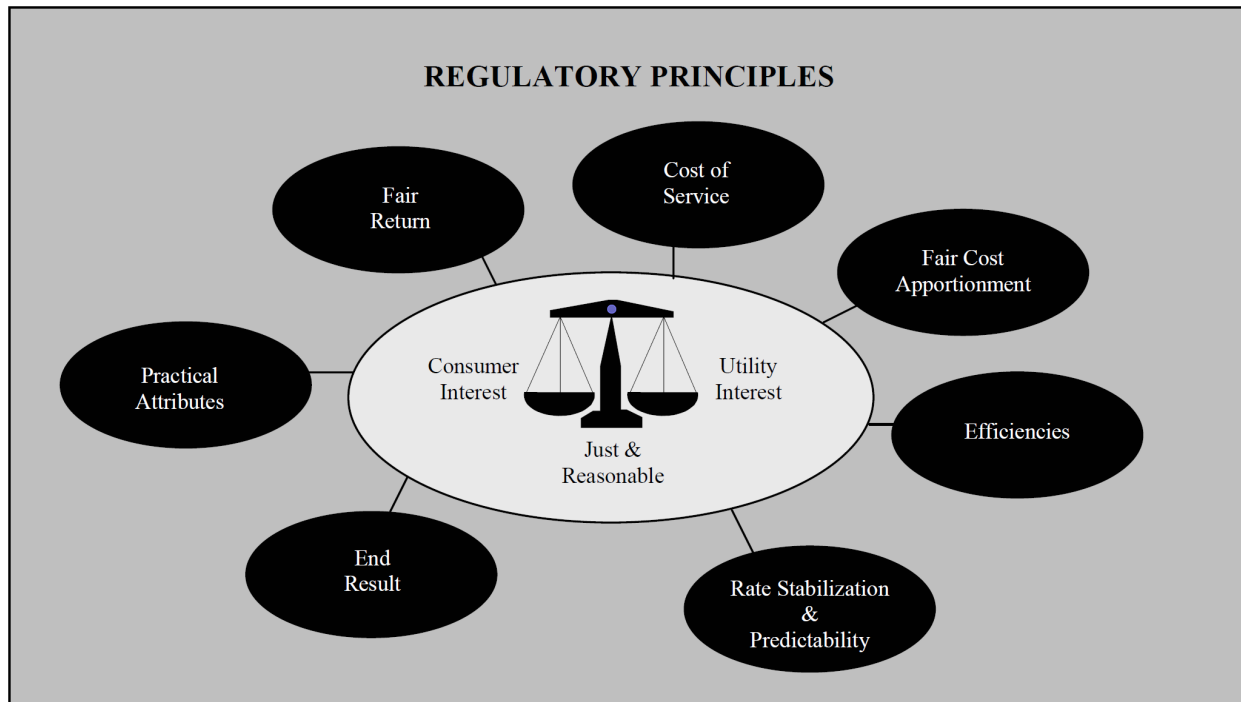 REGULATORY PRINCIPLES
Cost of
Service
Fair
Return
Fair Cost
Apportionment
Consumer
Interest
Utility
Interest
Practical
Attributes
Efficiencies
Just &
Reasonable
End
Result
Rate Stabilization
&
Predictability